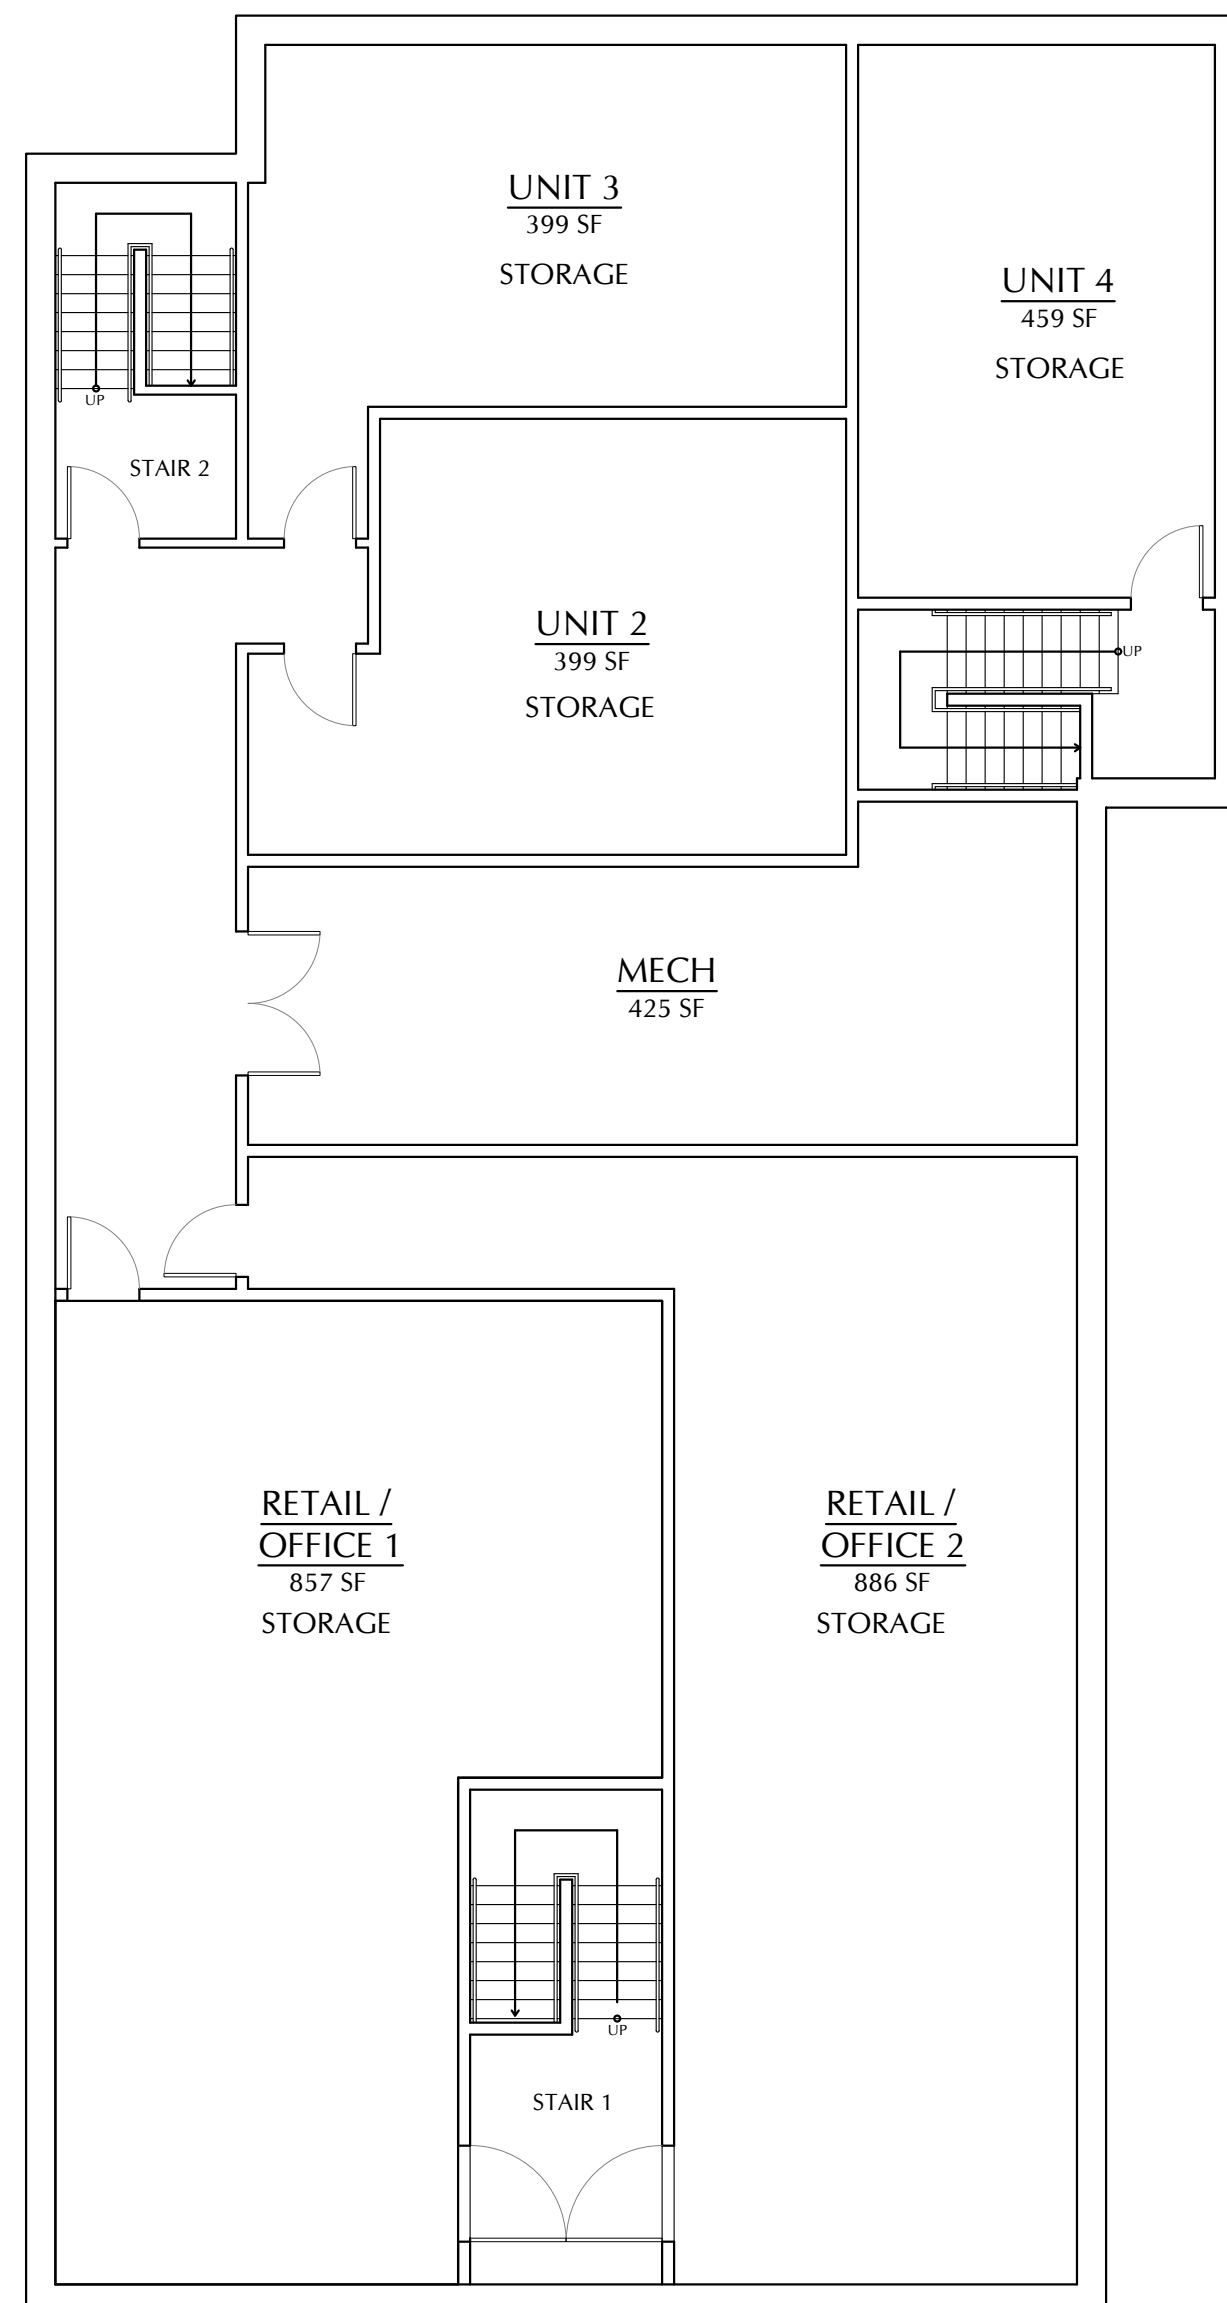 UNIT 3
399 SF
STORAGE
UNIT 4
459 SF
STORAGE
UP
STAIR 2
UNIT 2
399 SF
STORAGE
UP
MECH
425 SF
RETAIL /
OFFICE 1
857 SF
STORAGE
RETAIL /
OFFICE 2
886 SF
STORAGE
UP
STAIR 1